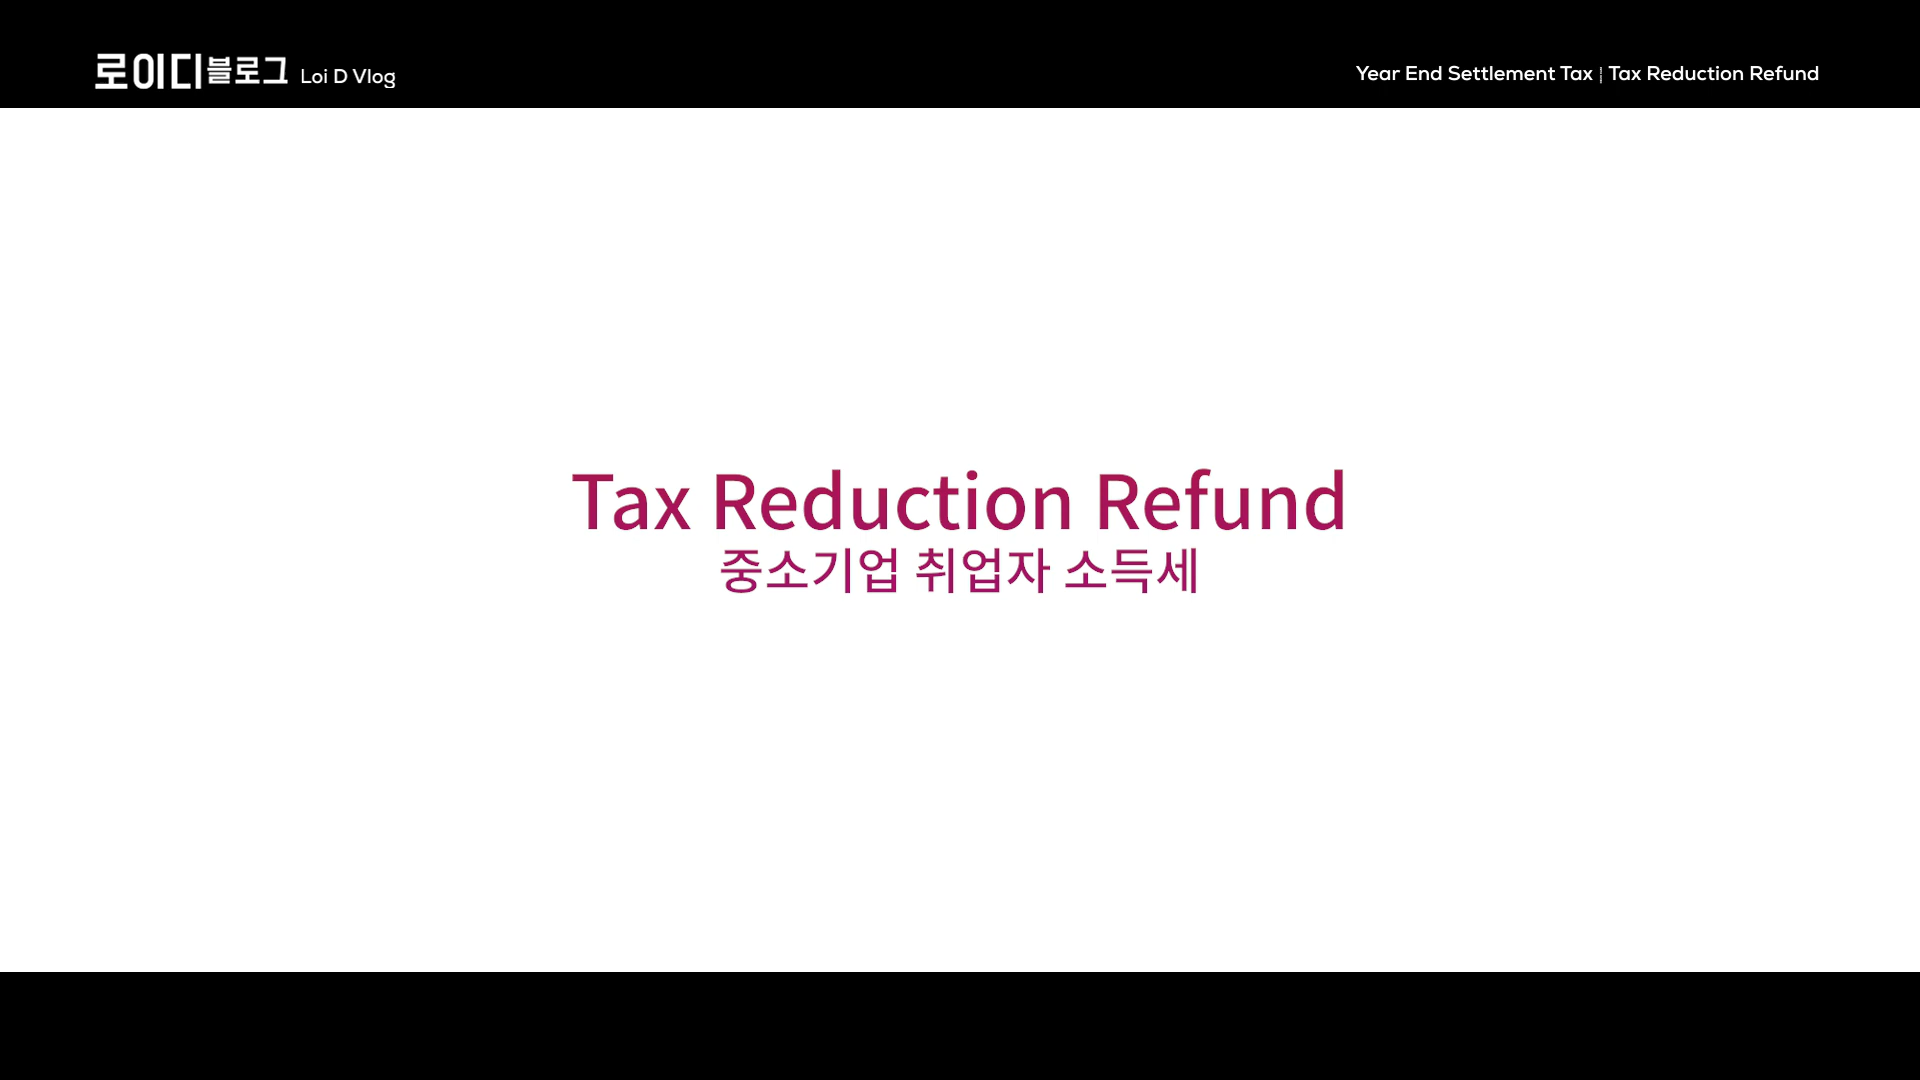 로이디블로그 Loi D Vlog
Year End Settlement Tax ¦ Tax Reduction Refund
Tax Reduction Refund
중소기업 취업자 소득세